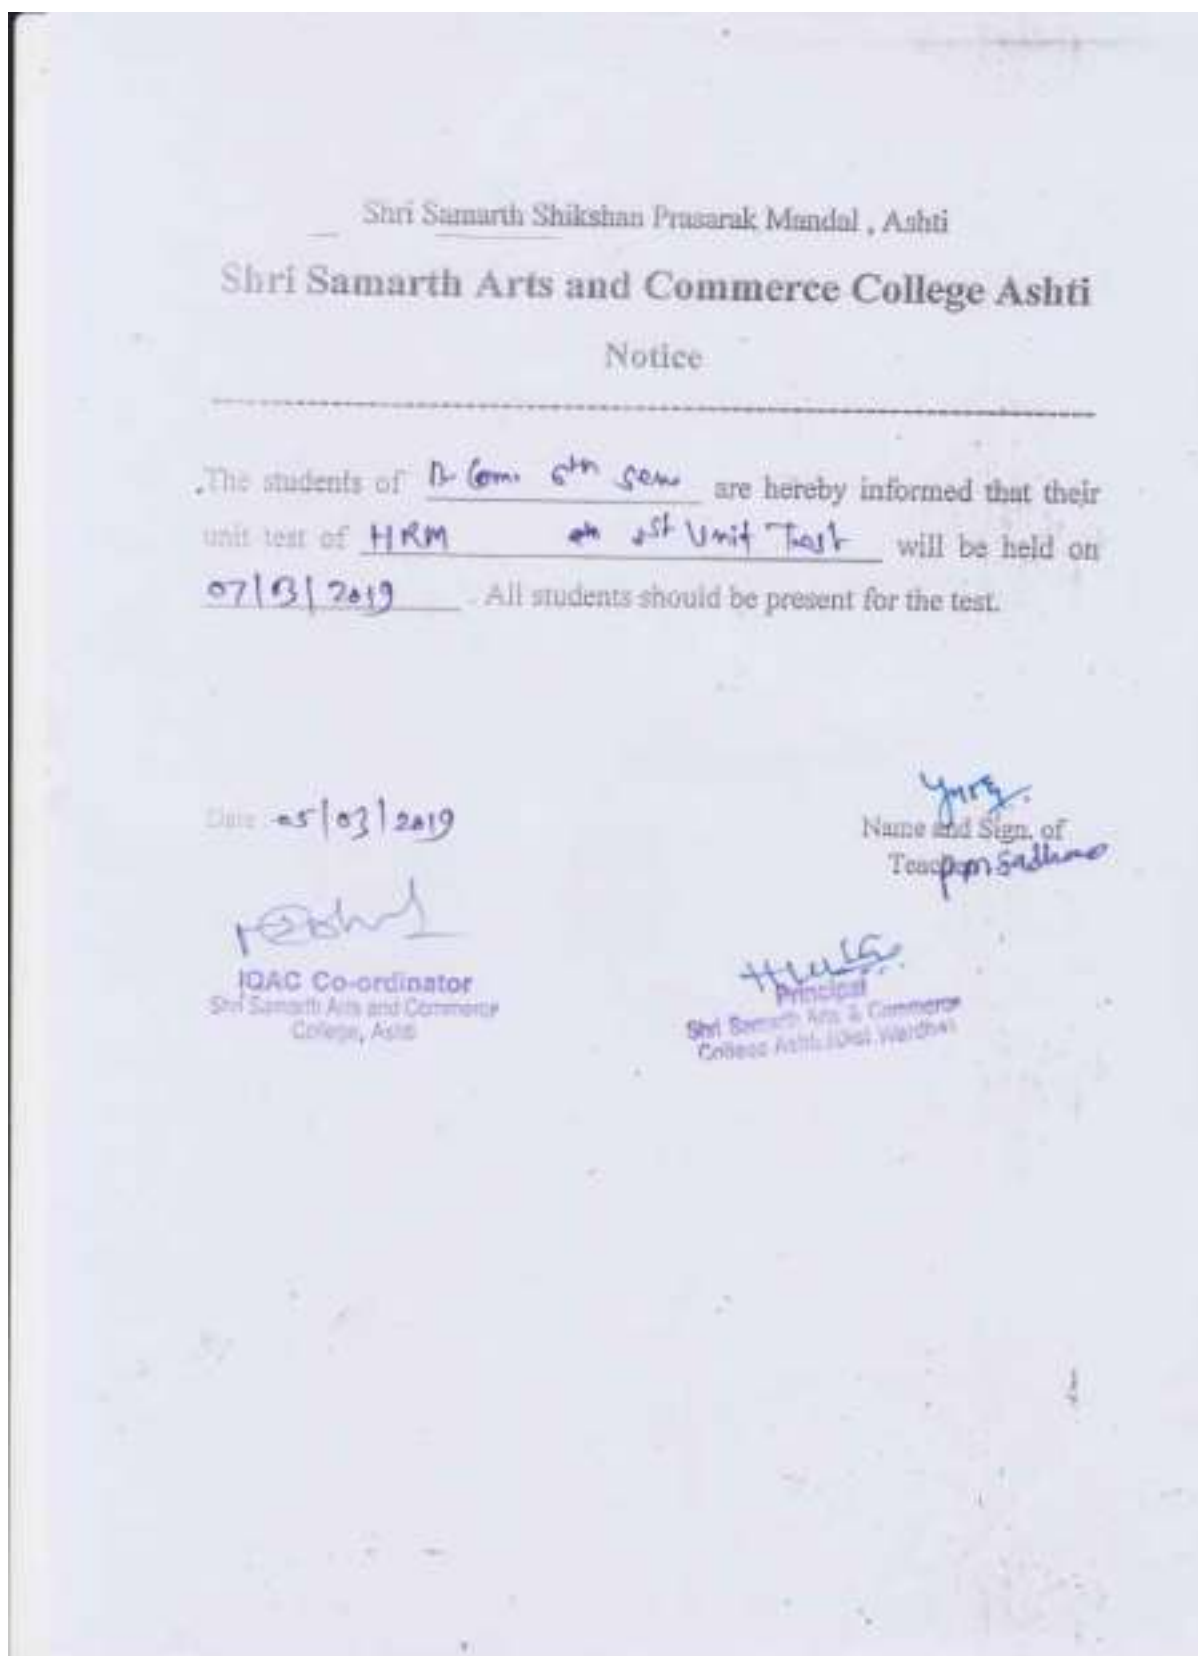 Shri Samarth Shikshan Prasarak Mandal , Ashti
Shri Samarth Arts and Commerce College Ashti
Notice
The students of B. Com. 6th Sem are hereby informed that their
unit test of HRM 1st Unit Test will be held on
07/03/2019 . All students should be present for the test.
Date : 05/03/2019
Name and Sign. of
Teacher
IQAC Co-ordinator
Shri Samarth Arts and Commerce
College, Ashti
Principal
Shri Samarth Arts & Commerce
College Ashti (Dist. Wardha)